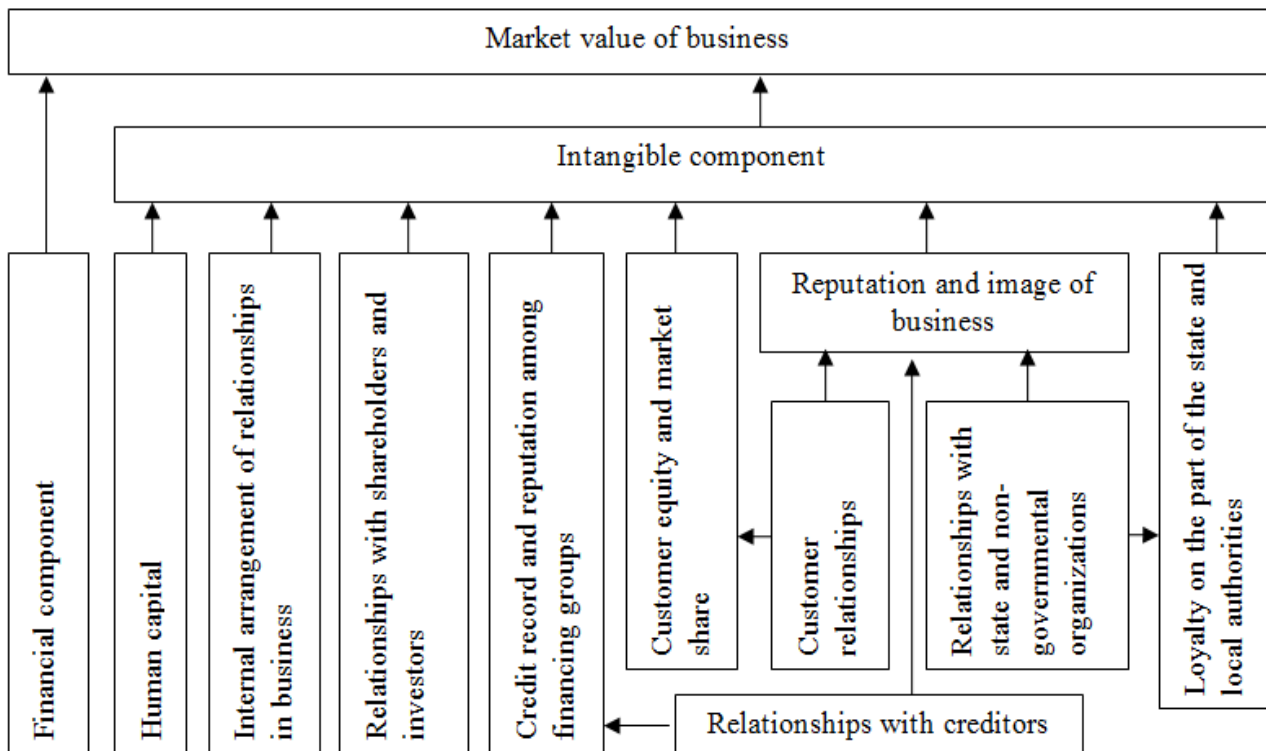 Market value of business
Intangible component
Financial component
Human capital
Internal arrangement of relationships
in business
Relationships with shareholders and
investors
Credit record and reputation among
financing groups
Customer equity and market
share
Reputation and image of
business
Customer
relationships
Relationships with
state and non-
governmental
organizations
Loyalty on the part of the state and
local authorities
Relationships with creditors